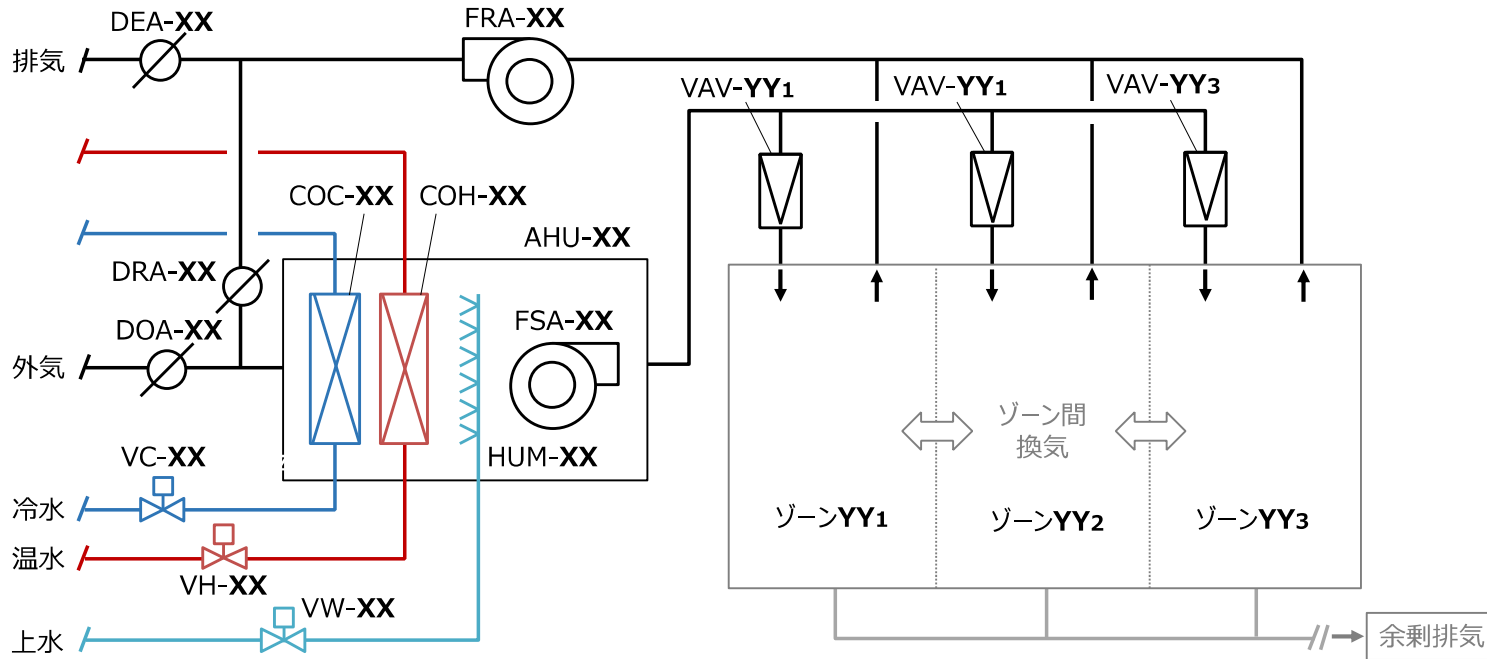 DEA-XX
FRA-XX
排気
VAV-YY1
VAV-YY1
VAV-YY3
COC-XX
COH-XX
AHU-XX
DRA-XX
DOA-XX
FSA-XX
外気
ゾーン間
換気
VC-XX
HUM-XX
冷水
ゾーンYY1
ゾーンYY2
ゾーンYY3
温水
VH-XX
VW-XX
上水
余剰排気